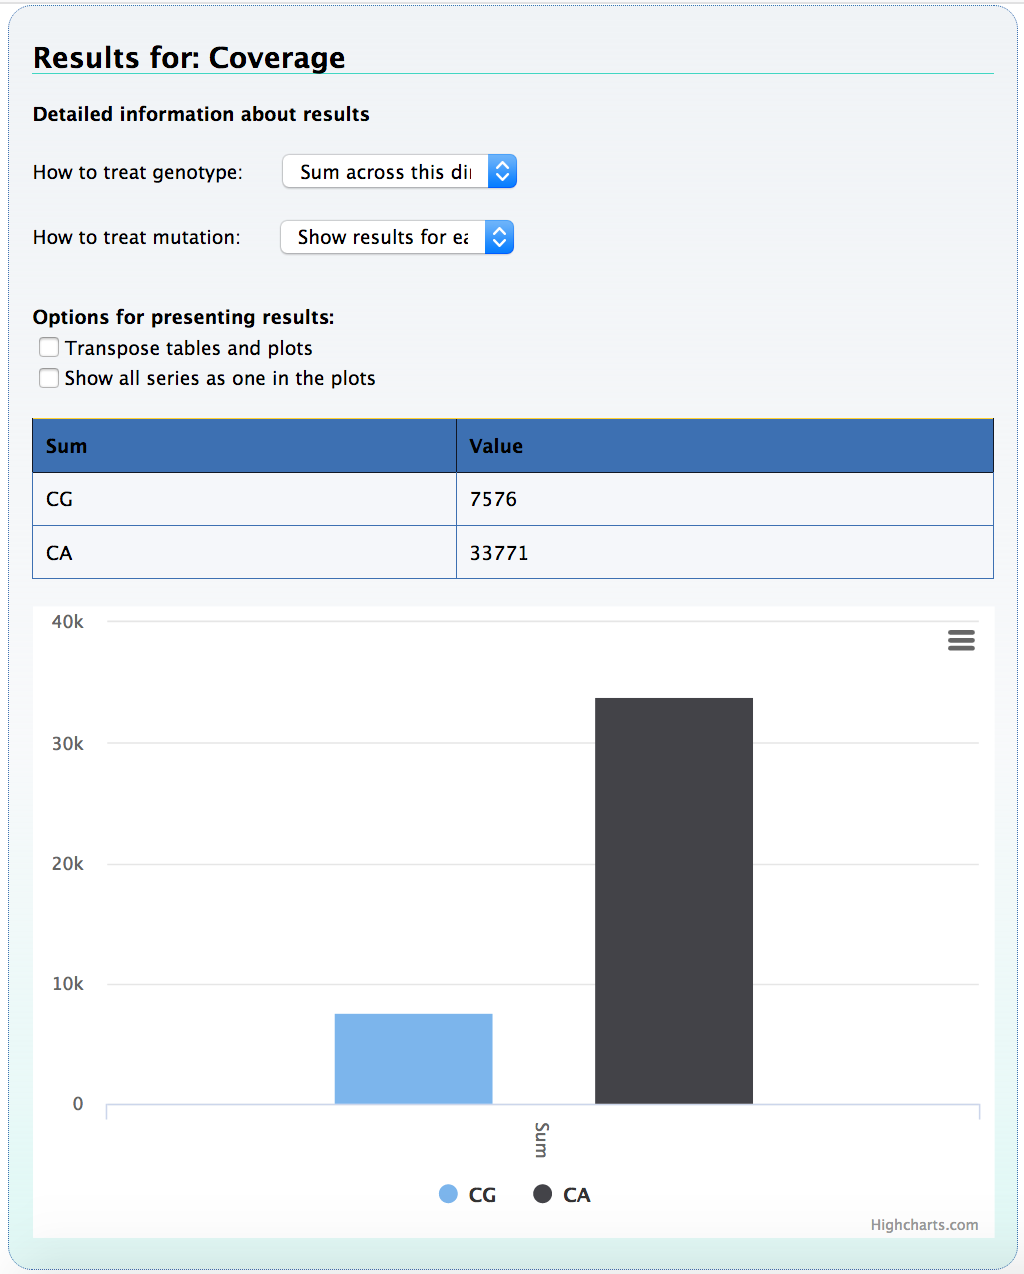 Results for: Coverage
Detailed information about results
How to treat genotype: Sum across this di
How to treat mutation: Show results for ea
Options for presenting results:
Transpose tables and plots
Show all series as one in the plots
Sum Value
CG 7576
CA 33771
40k
30k
20k
10k
0
Sum
CG CA
Highcharts.com